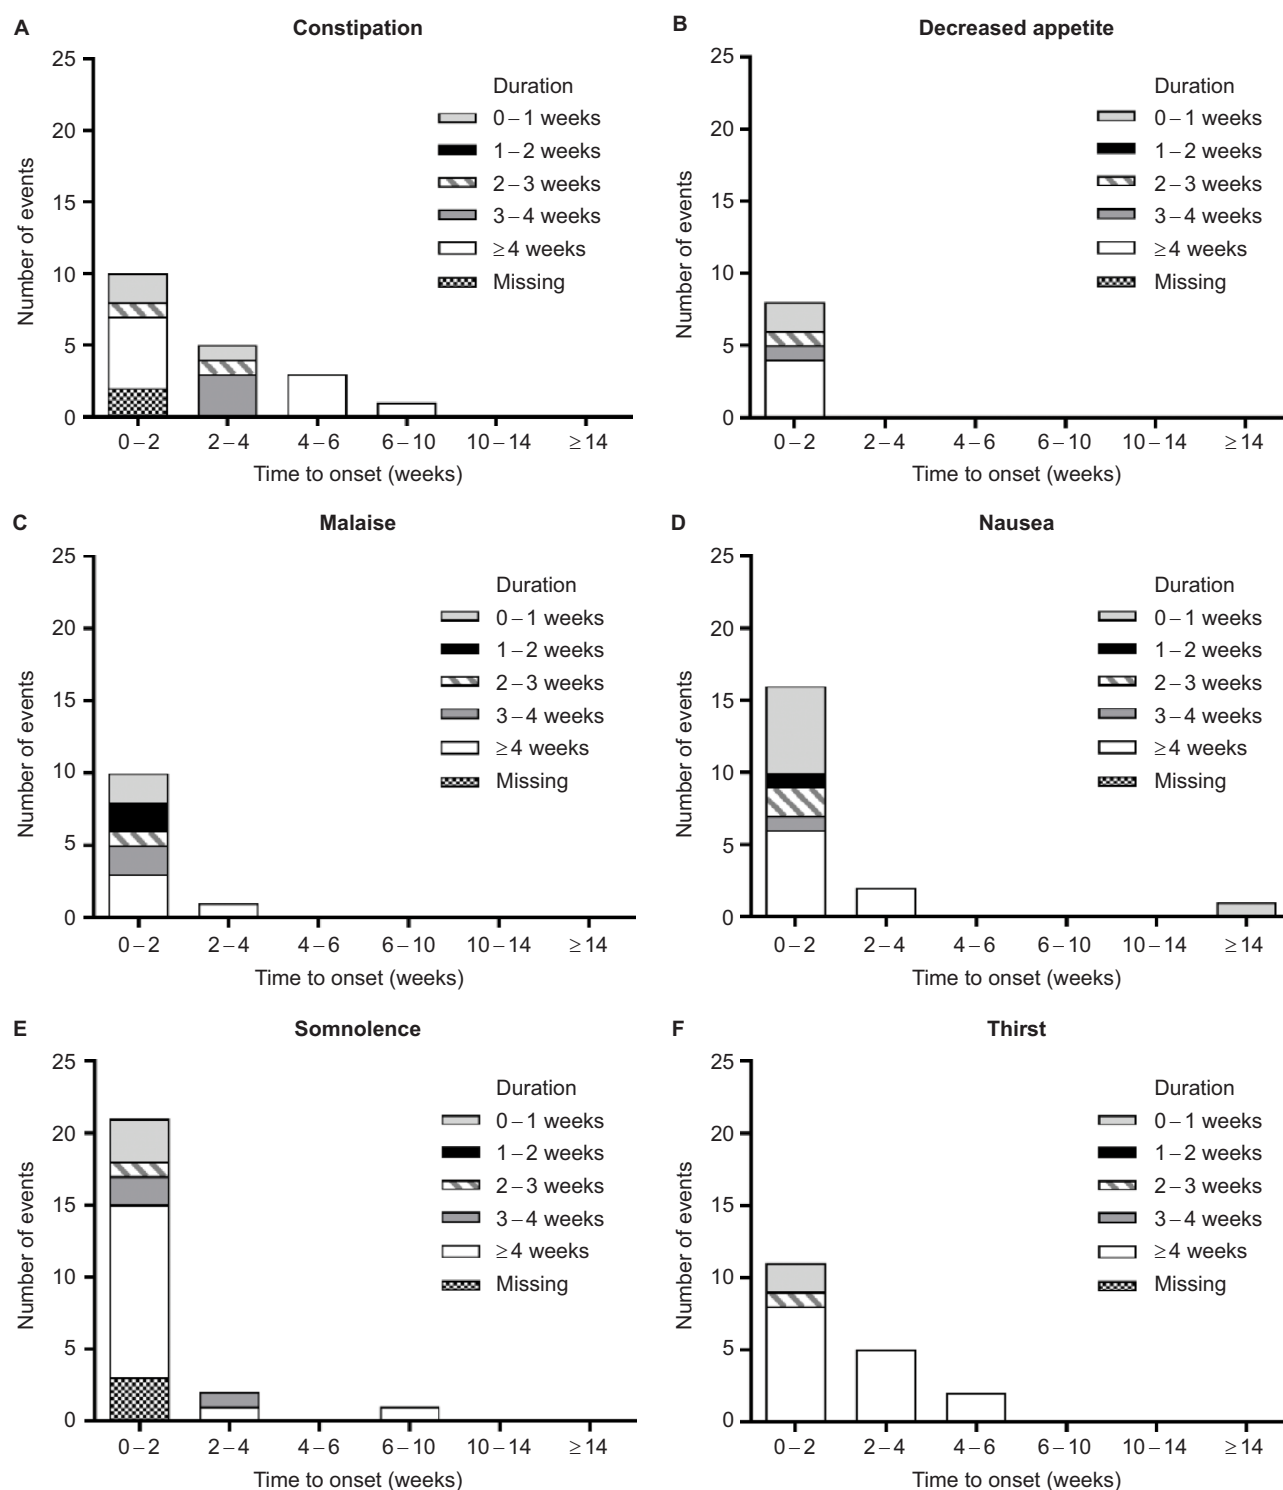 A
Constipation
25
20
15
10
5
0
Number of events
Duration
0–1 weeks
1–2 weeks
2–3 weeks
3–4 weeks
≥4 weeks
Missing
0–2 2–4 4–6 6–10 10–14 ≥14
Time to onset (weeks)
B
Decreased appetite
25
20
15
10
5
0
Number of events
Duration
0–1 weeks
1–2 weeks
2–3 weeks
3–4 weeks
≥4 weeks
Missing
0–2 2–4 4–6 6–10 10–14 ≥14
Time to onset (weeks)
C
Malaise
25
20
15
10
5
0
Number of events
Duration
0–1 weeks
1–2 weeks
2–3 weeks
3–4 weeks
≥4 weeks
Missing
0–2 2–4 4–6 6–10 10–14 ≥14
Time to onset (weeks)
D
Nausea
25
20
15
10
5
0
Number of events
Duration
0–1 weeks
1–2 weeks
2–3 weeks
3–4 weeks
≥4 weeks
Missing
0–2 2–4 4–6 6–10 10–14 ≥14
Time to onset (weeks)
E
Somnolence
25
20
15
10
5
0
Number of events
Duration
0–1 weeks
1–2 weeks
2–3 weeks
3–4 weeks
≥4 weeks
Missing
0–2 2–4 4–6 6–10 10–14 ≥14
Time to onset (weeks)
F
Thirst
25
20
15
10
5
0
Number of events
Duration
0–1 weeks
1–2 weeks
2–3 weeks
3–4 weeks
≥4 weeks
Missing
0–2 2–4 4–6 6–10 10–14 ≥14
Time to onset (weeks)